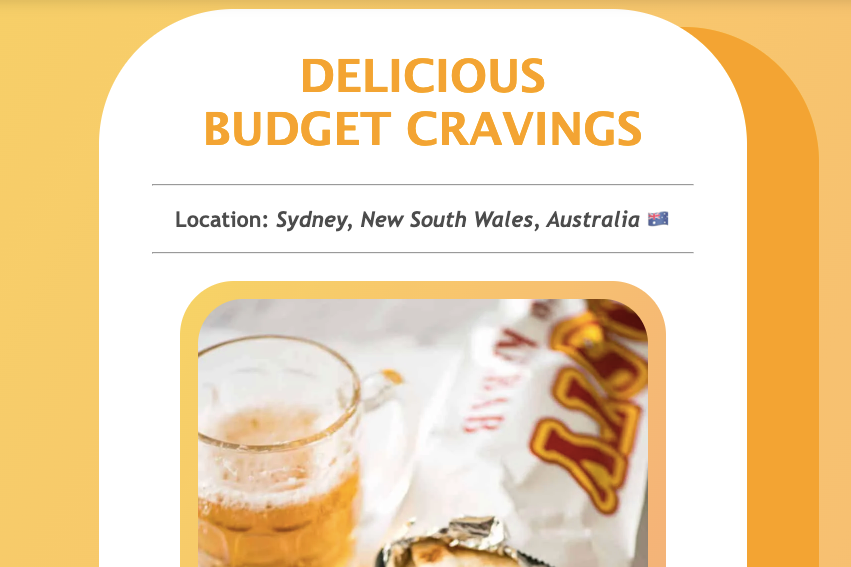 DELICIOUS
BUDGET CRAVINGS
Location: Sydney, New South Wales, Australia 🇦🇺